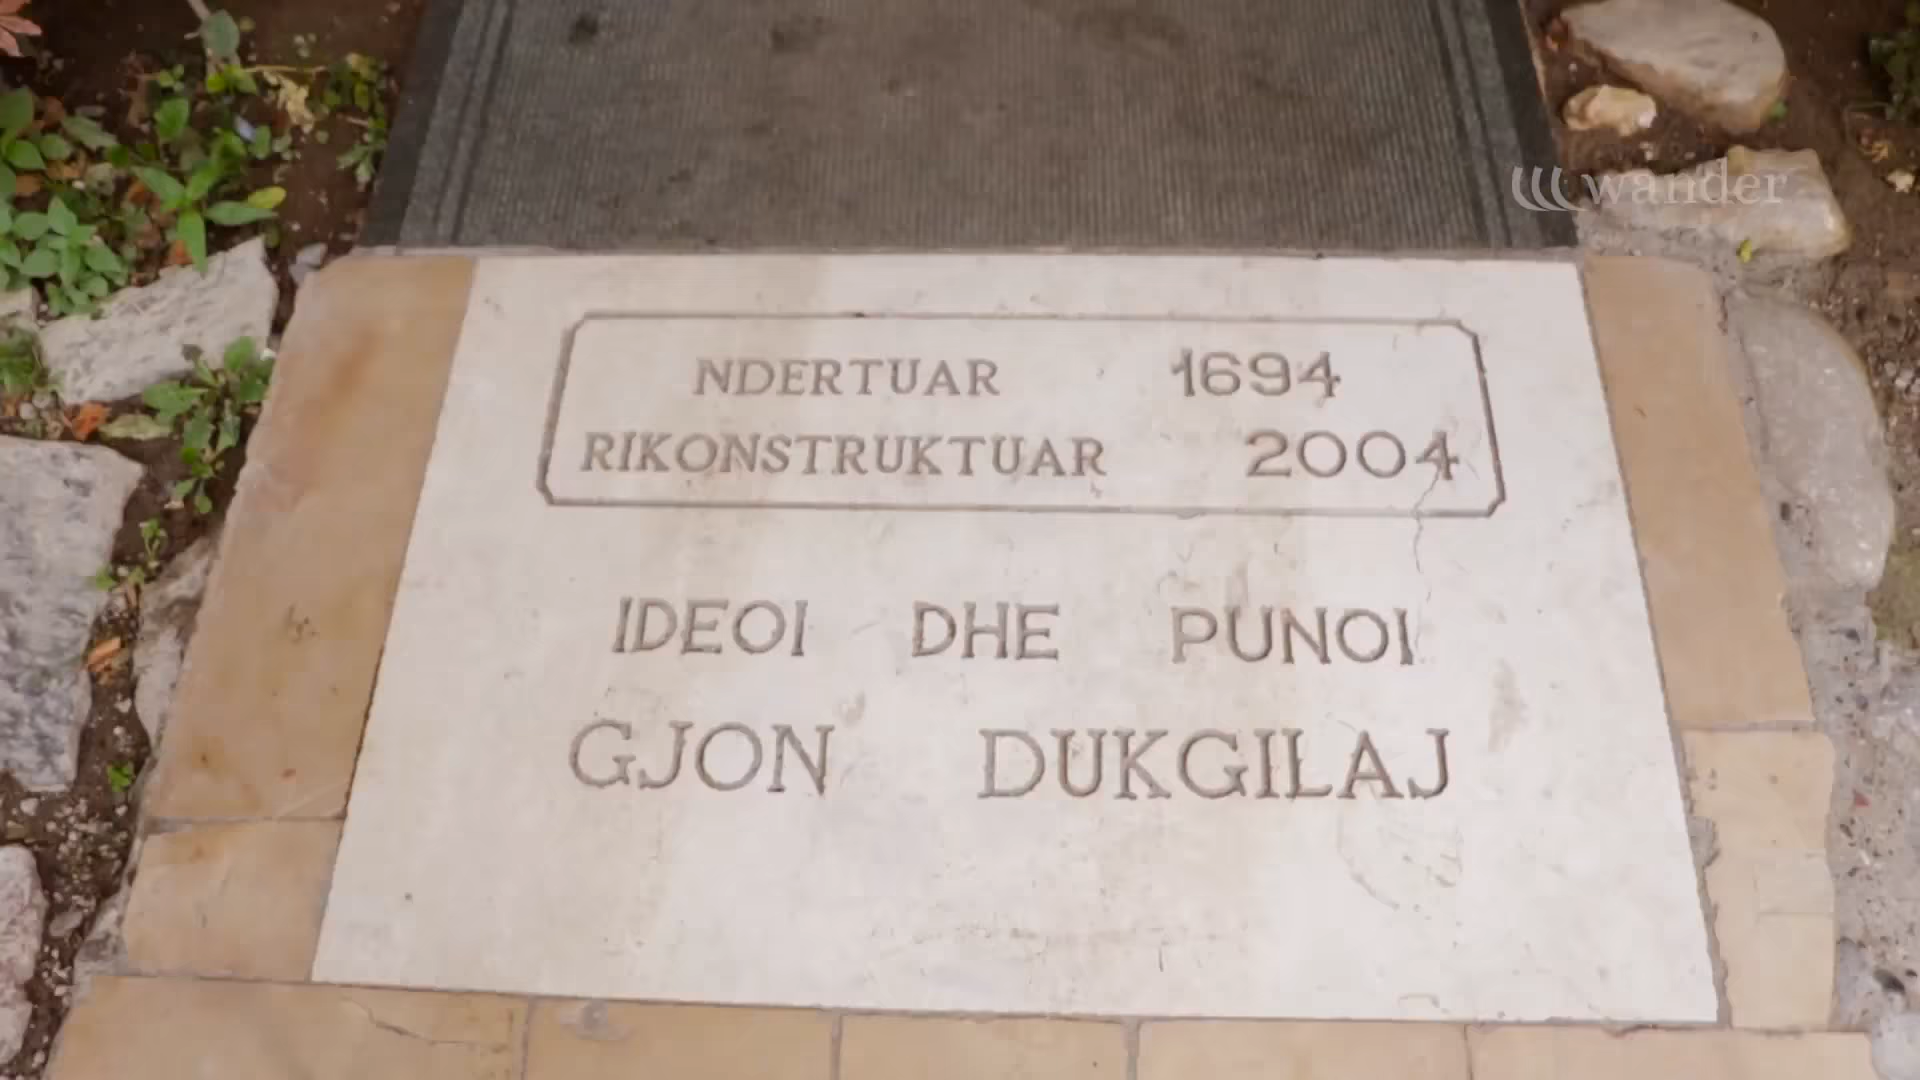 wander
NDERTUAR 1694
RIKONSTRUKTUAR 2004
IDEOI DHE PUNOI
GJON DUKGILAJ